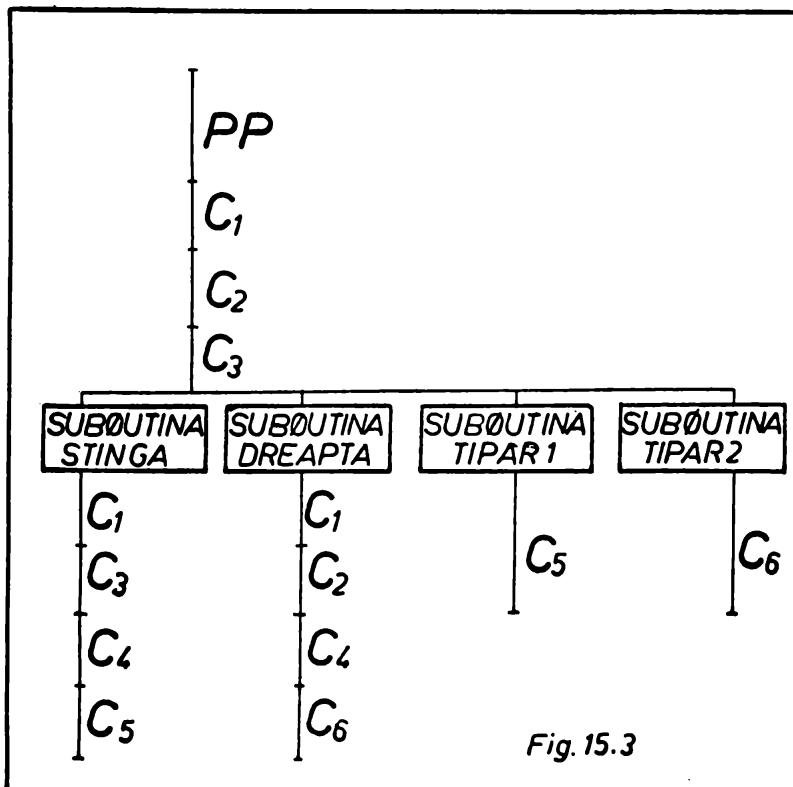 PP
C₁
C₂
C₃
SUBØUTINA
STINGA
SUBØUTINA
DREAPTA
SUBØUTINA
TIPAR 1
SUBØUTINA
TIPAR 2
C₁
C₃
C₄
C₅
C₁
C₂
C₄
C₆
C₅
C₆
Fig. 15.3